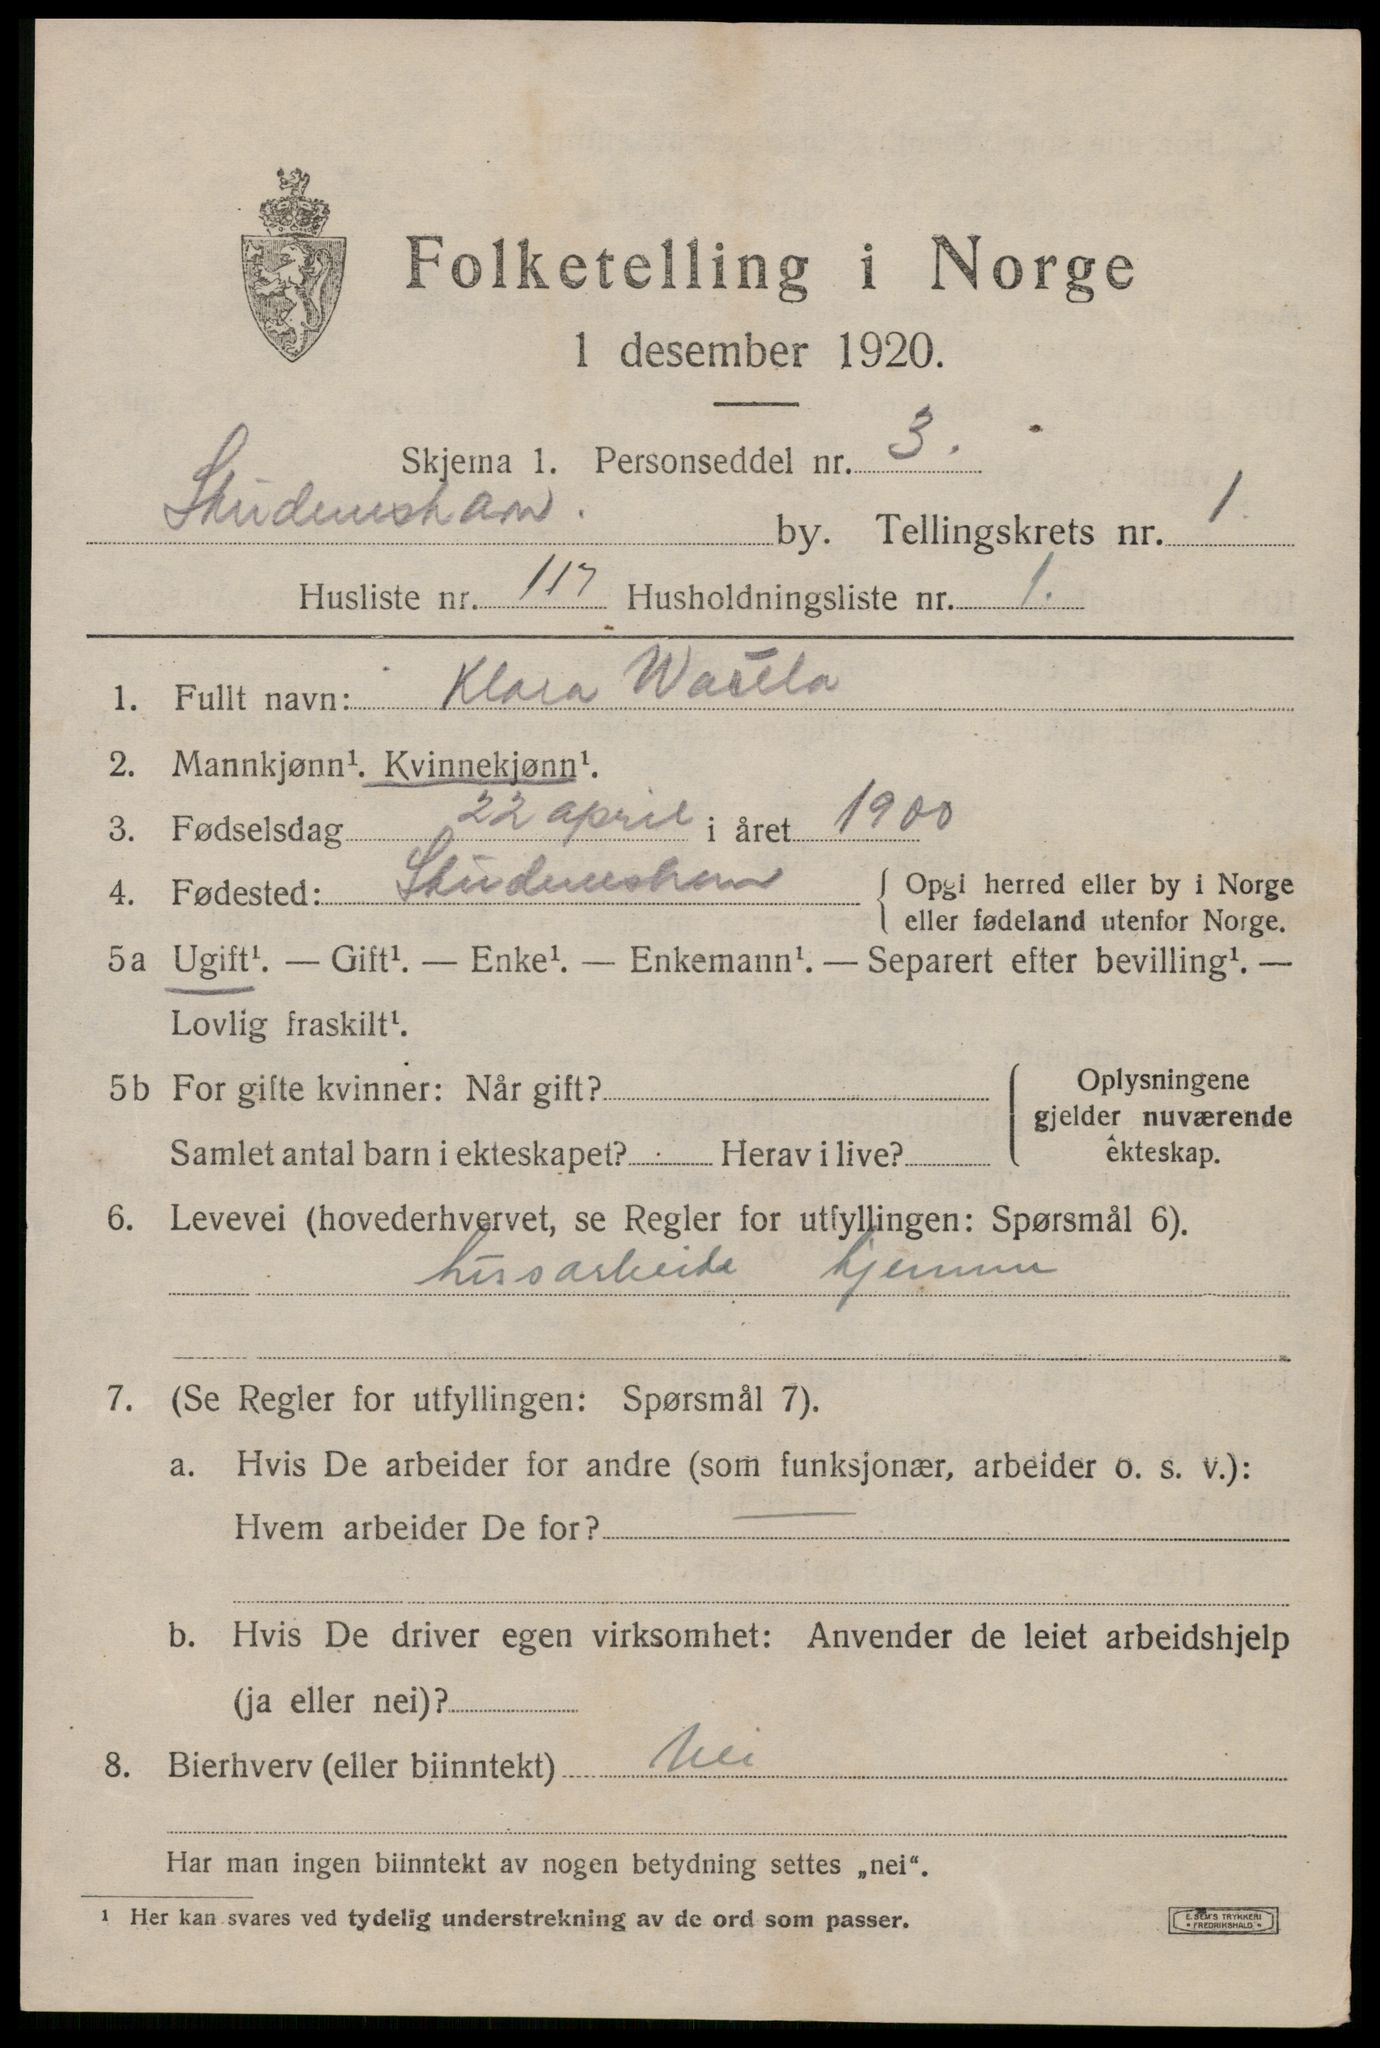 Folketelling i Norge
1 desember 1920.
Skjema 1. Personseddel nr. 3.
Skudeneshavn. by. Tellingskrets nr. 1
Husliste nr. 117 Husholdningsliste nr. 1.
1. Fullt navn: Klara
2. Mannkjønn¹. Kvinnekjønn¹.
3. Fødselsdag 22 april i året 1900
4. Fødested: Skudeneshavn { Opgi herred eller by i Norge
eller fødeland utenfor Norge.
5a Ugift¹. — Gift¹. — Enke¹. — Enkemann¹. — Separert efter bevilling¹. —
Lovlig fraskilt¹.
5b For gifte kvinner: Når gift? { Oplysningene
gjelder nuværende
ekteskap.
Samlet antal barn i ekteskapet? Herav i live?
6. Levevei (hovederhvervet, se Regler for utfyllingen: Spørsmål 6).
husarbeide hjemme
7. (Se Regler for utfyllingen: Spørsmål 7).
a. Hvis De arbeider for andre (som funksjonær, arbeider o. s. v.):
Hvem arbeider De for? —
b. Hvis De driver egen virksomhet: Anvender de leiet arbeidshjelp
(ja eller nei)?
8. Bierhverv (eller biinntekt) Nei
Har man ingen biinntekt av nogen betydning settes „nei“.
¹ Her kan svares ved tydelig understrekning av de ord som passer.
E. SEM'S TRYKKERI
• FREDRIKSHALD •